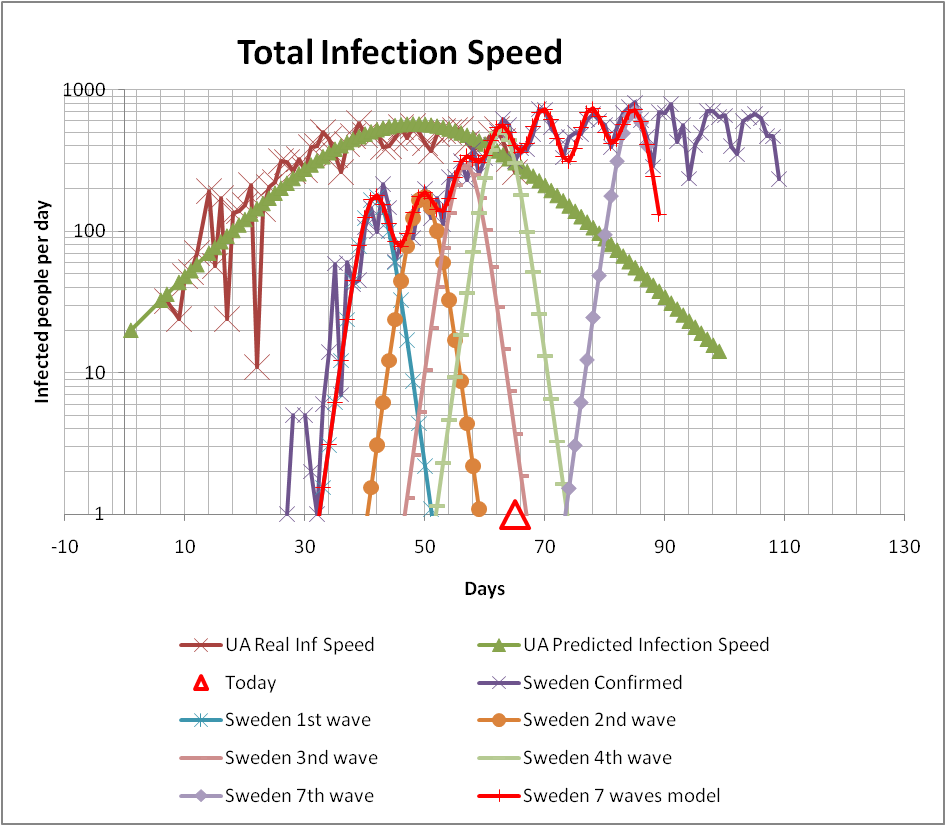 Total Infection Speed
1000
100
10
1
Infected people per day
-10 10 30 50 70 90 110 130
Days
UA Real Inf Speed
UA Predicted Infection Speed
Today
Sweden Confirmed
Sweden 1st wave
Sweden 2nd wave
Sweden 3nd wave
Sweden 4th wave
Sweden 7th wave
Sweden 7 waves model